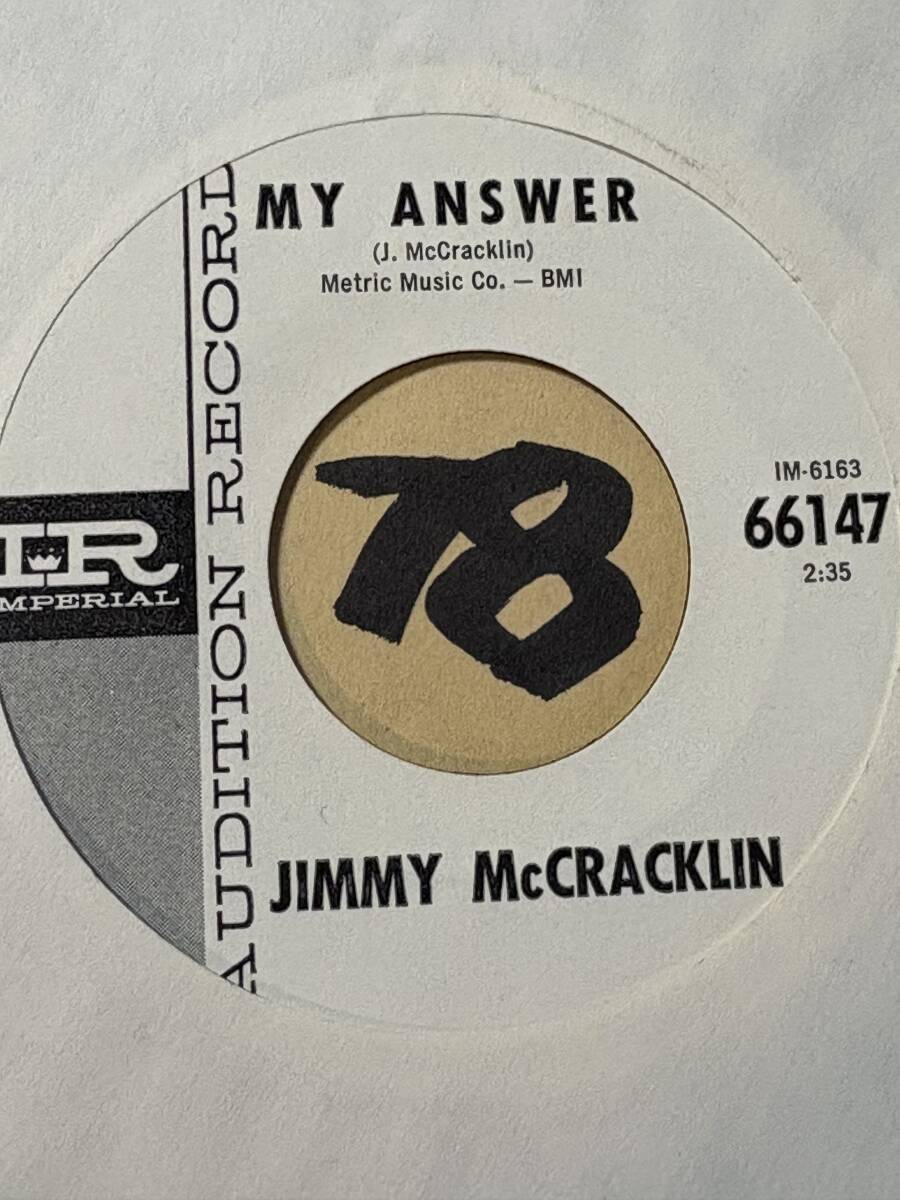 MY ANSWER
(J. McCracklin)
Metric Music Co. — BMI
AUDITION RECORD
IR
IMPERIAL
78
IM-6163
66147
2:35
JIMMY McCRACKLIN